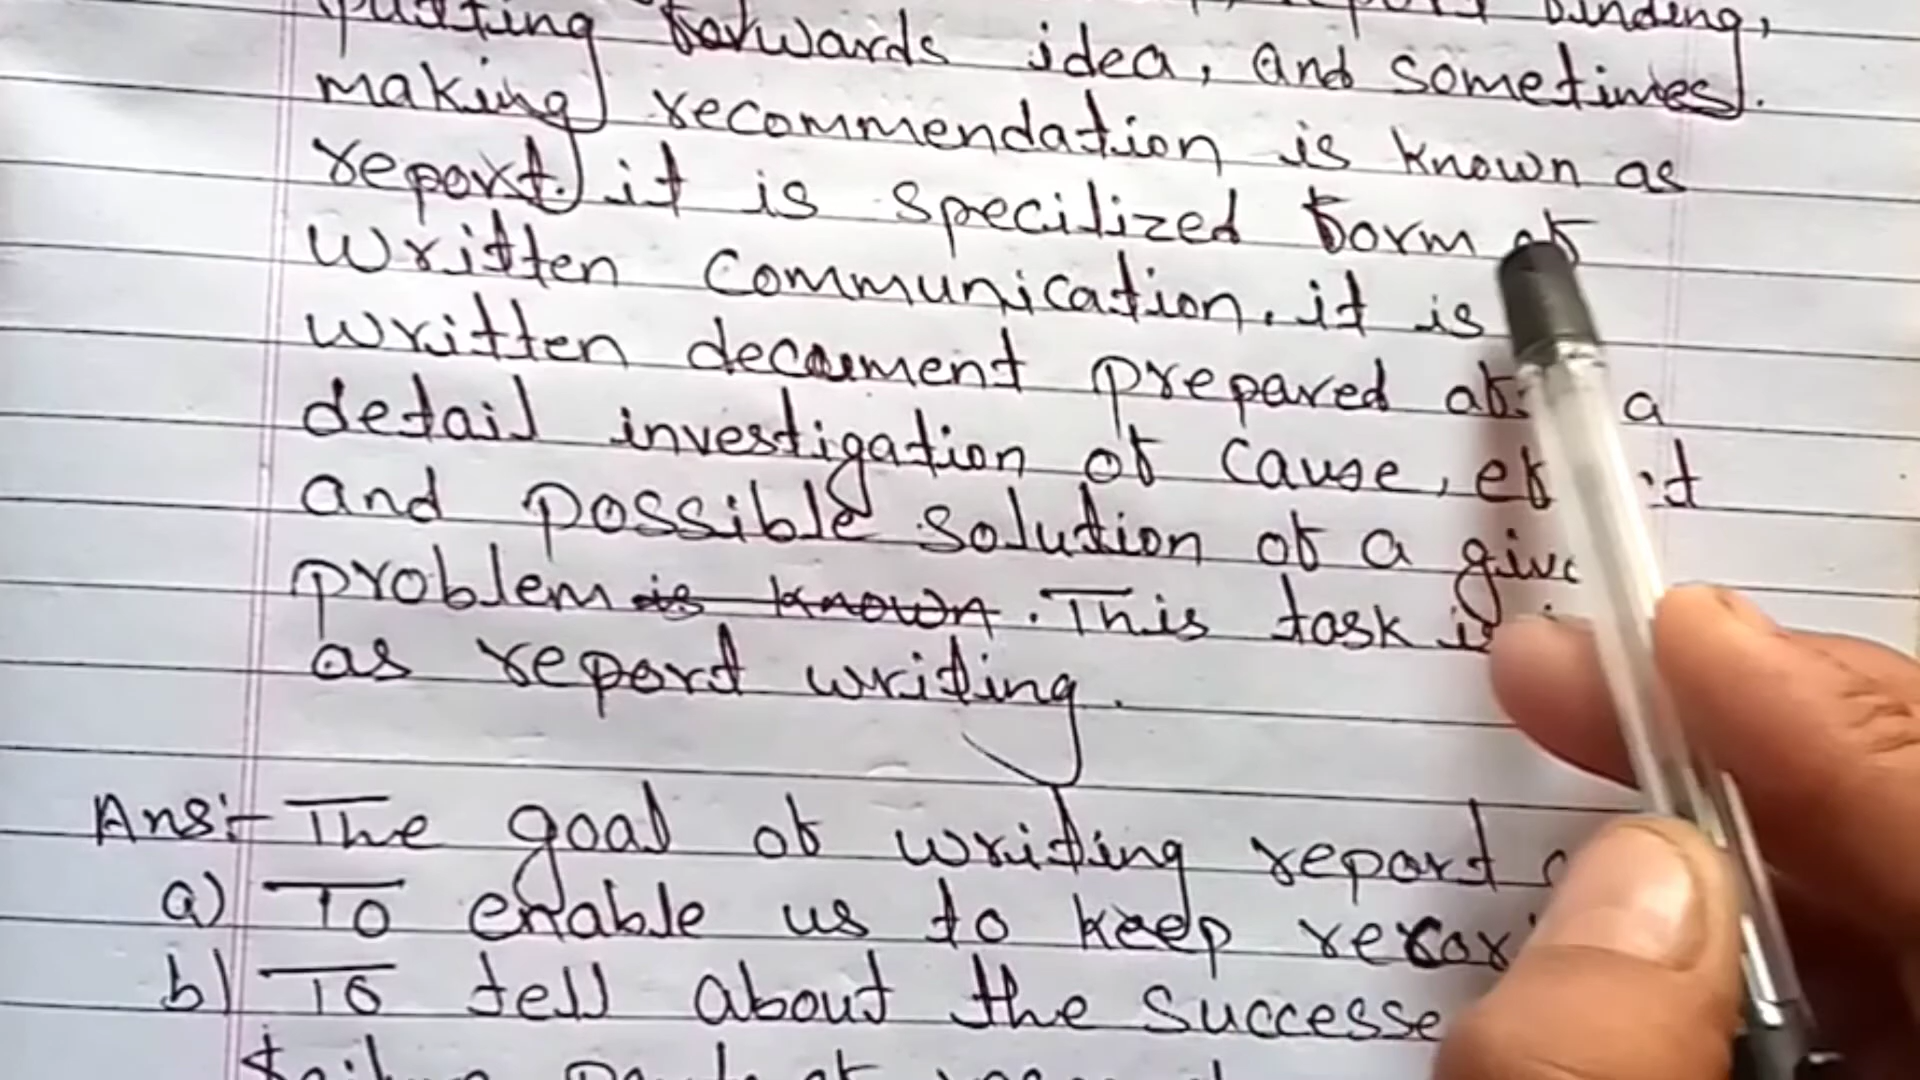 putting forwards idea, and sometimes.
making recommendation is known as
report. it is specilized form of
written communication. it is
written decument prepared a
detail investigation of cause,
and possible solution of a
problem is known. This task
as report writing.
Ans:- The goal of writing report
a) To enable us to keep
b) To tell about the